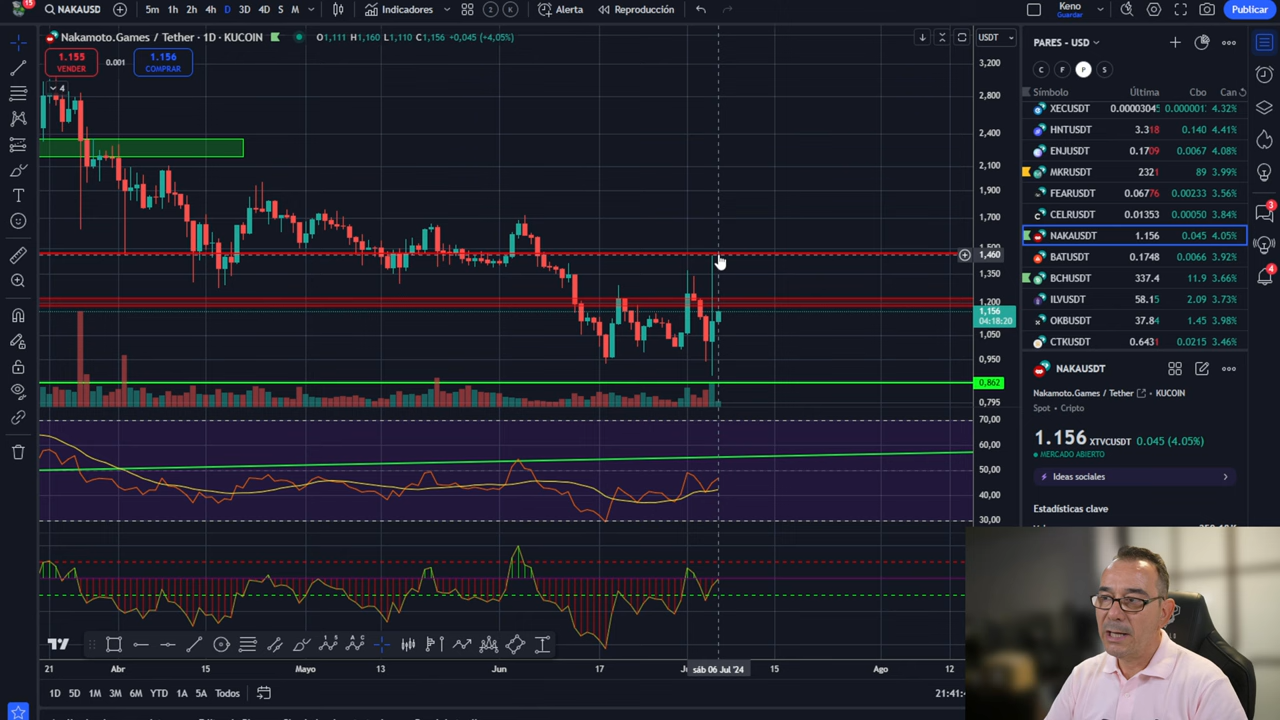 15
NAKAUSD
5m 1h 2h 4h D 3D 4D S M
Indicadores
2 K
Alerta
Reproducción
Keno
Guardar
Publicar
Nakamoto.Games / Tether · 1D · KUCOIN
O1,111 H1,160 L1,110 C1,156 +0,045 (+4,05%)
1.155
VENDER
0.001
1.156
COMPRAR
4
USDT
3,200
2,800
2,400
2,100
1,900
1,700
1,500
1,460
1,350
1,200
1,156
04:18:20
1,050
0,950
0,862
0,795
70,00
60,00
50,00
40,00
30,00
21 Abr 15 Mayo 13 Jun 17 sáb 06 Jul '24 15 Ago 12
1D 5D 1M 3M 6M YTD 1A 5A Todos
21:41:4
PARES - USD
C F P S
Símbolo Última Cbo Can
XECUSDT 0.0000304 4.32%
HNTUSDT 3.318 0.140 4.41%
ENJUSDT 0.1709 0.0067 4.08%
MKRUSDT 2321 89 3.99%
FEARUSDT 0.06776 0.00233 3.56%
CELRUSDT 0.01353 0.00050 3.84%
NAKAUSDT 1.156 0.045 4.05%
BATUSDT 0.1748 0.0066 3.92%
BCHUSDT 337.4 11.9 3.66%
ILVUSDT 58.15 2.09 3.73%
OKBUSDT 37.84 1.45 3.98%
CTKUSDT 0.6431 0.0215 3.46%
NAKAUSDT
Nakamoto.Games / Tether · KUCOIN
Spot · Cripto
1.156 XTVCUSDT 0.045 (4.05%)
MERCADO ABIERTO
Ideas sociales
Estadísticas clave
3
4